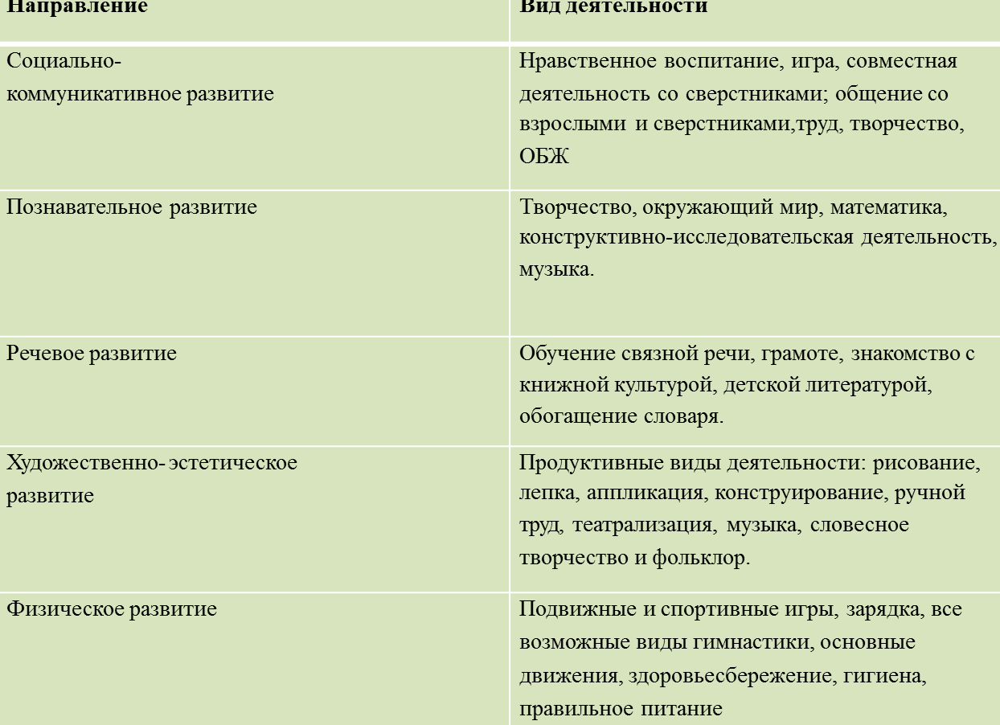 Направление
Вид деятельности
Социально-
коммуникативное развитие
Нравственное воспитание, игра, совместная
деятельность со сверстниками; общение со
взрослыми и сверстниками,труд, творчество,
ОБЖ
Познавательное развитие
Творчество, окружающий мир, математика,
конструктивно-исследовательская деятельность,
музыка.
Речевое развитие
Обучение связной речи, грамоте, знакомство с
книжной культурой, детской литературой,
обогащение словаря.
Художественно- эстетическое
развитие
Продуктивные виды деятельности: рисование,
лепка, аппликация, конструирование, ручной
труд, театрализация, музыка, словесное
творчество и фольклор.
Физическое развитие
Подвижные и спортивные игры, зарядка, все
возможные виды гимнастики, основные
движения, здоровьесбережение, гигиена,
правильное питание